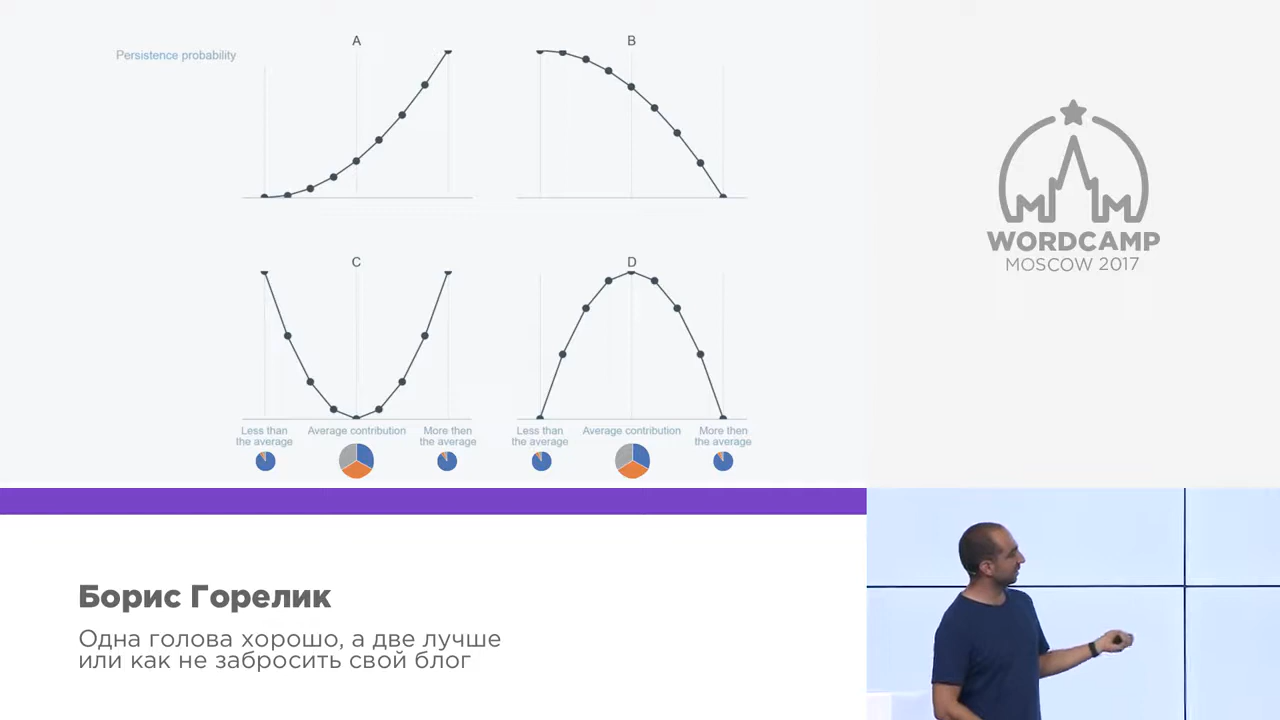 A
B
Persistence probability
C
D
Less than
the average
Average contribution
More then
the average
Less than
the average
Average contribution
More then
the average
WORDCAMP
MOSCOW 2017
Борис Горелик
Одна голова хорошо, а две лучше
или как не забросить свой блог